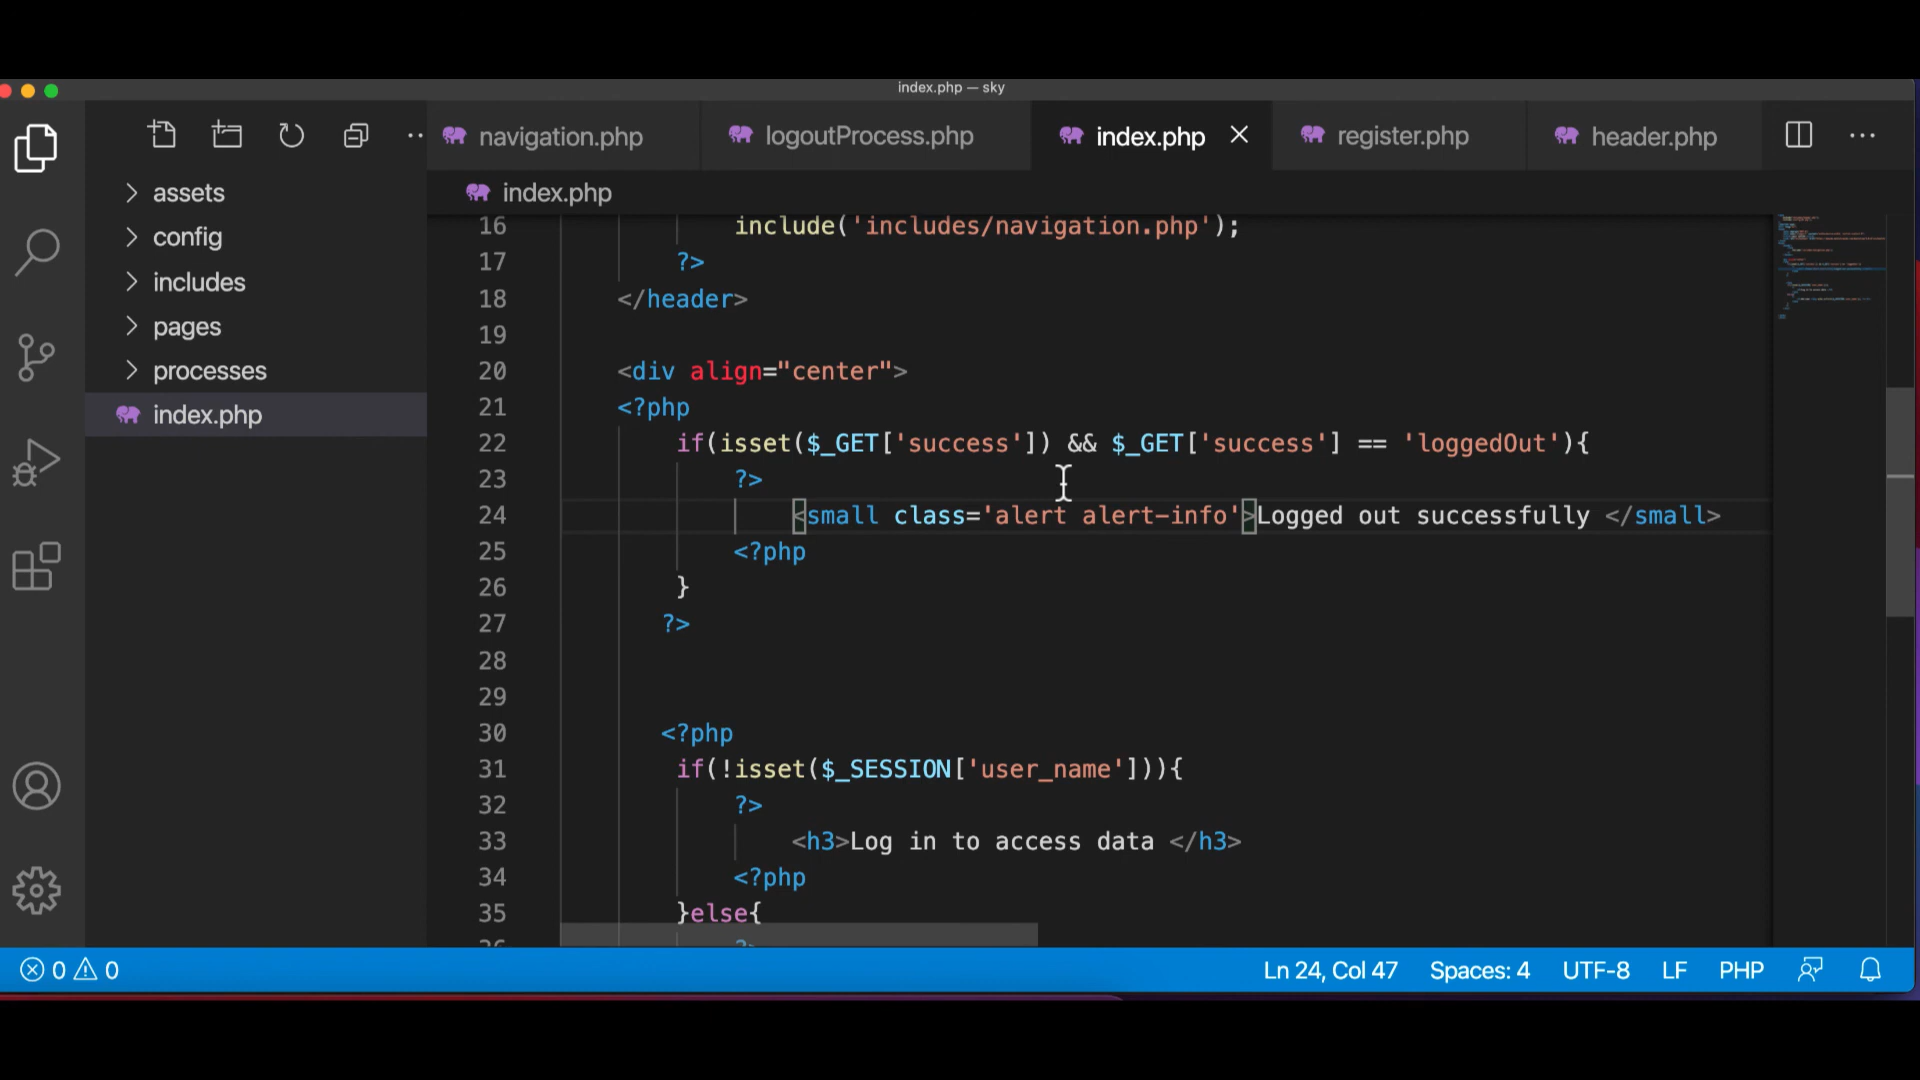 index.php — sky
navigation.php
logoutProcess.php
index.php
register.php
header.php
assets
config
includes
pages
processes
index.php
index.php
16 include('includes/navigation.php');
17 ?>
18 </header>
19
20 <div align="center">
21 <?php
22 if(isset($_GET['success']) && $_GET['success'] == 'loggedOut'){
23 ?>
24 <small class='alert alert-info'>Logged out successfully </small>
25 <?php
26 }
27 ?>
28
29
30 <?php
31 if(!isset($_SESSION['user_name'])){
32 ?>
33 <h3>Log in to access data </h3>
34 <?php
35 }else{
0 0
Ln 24, Col 47
Spaces: 4
UTF-8
LF
PHP